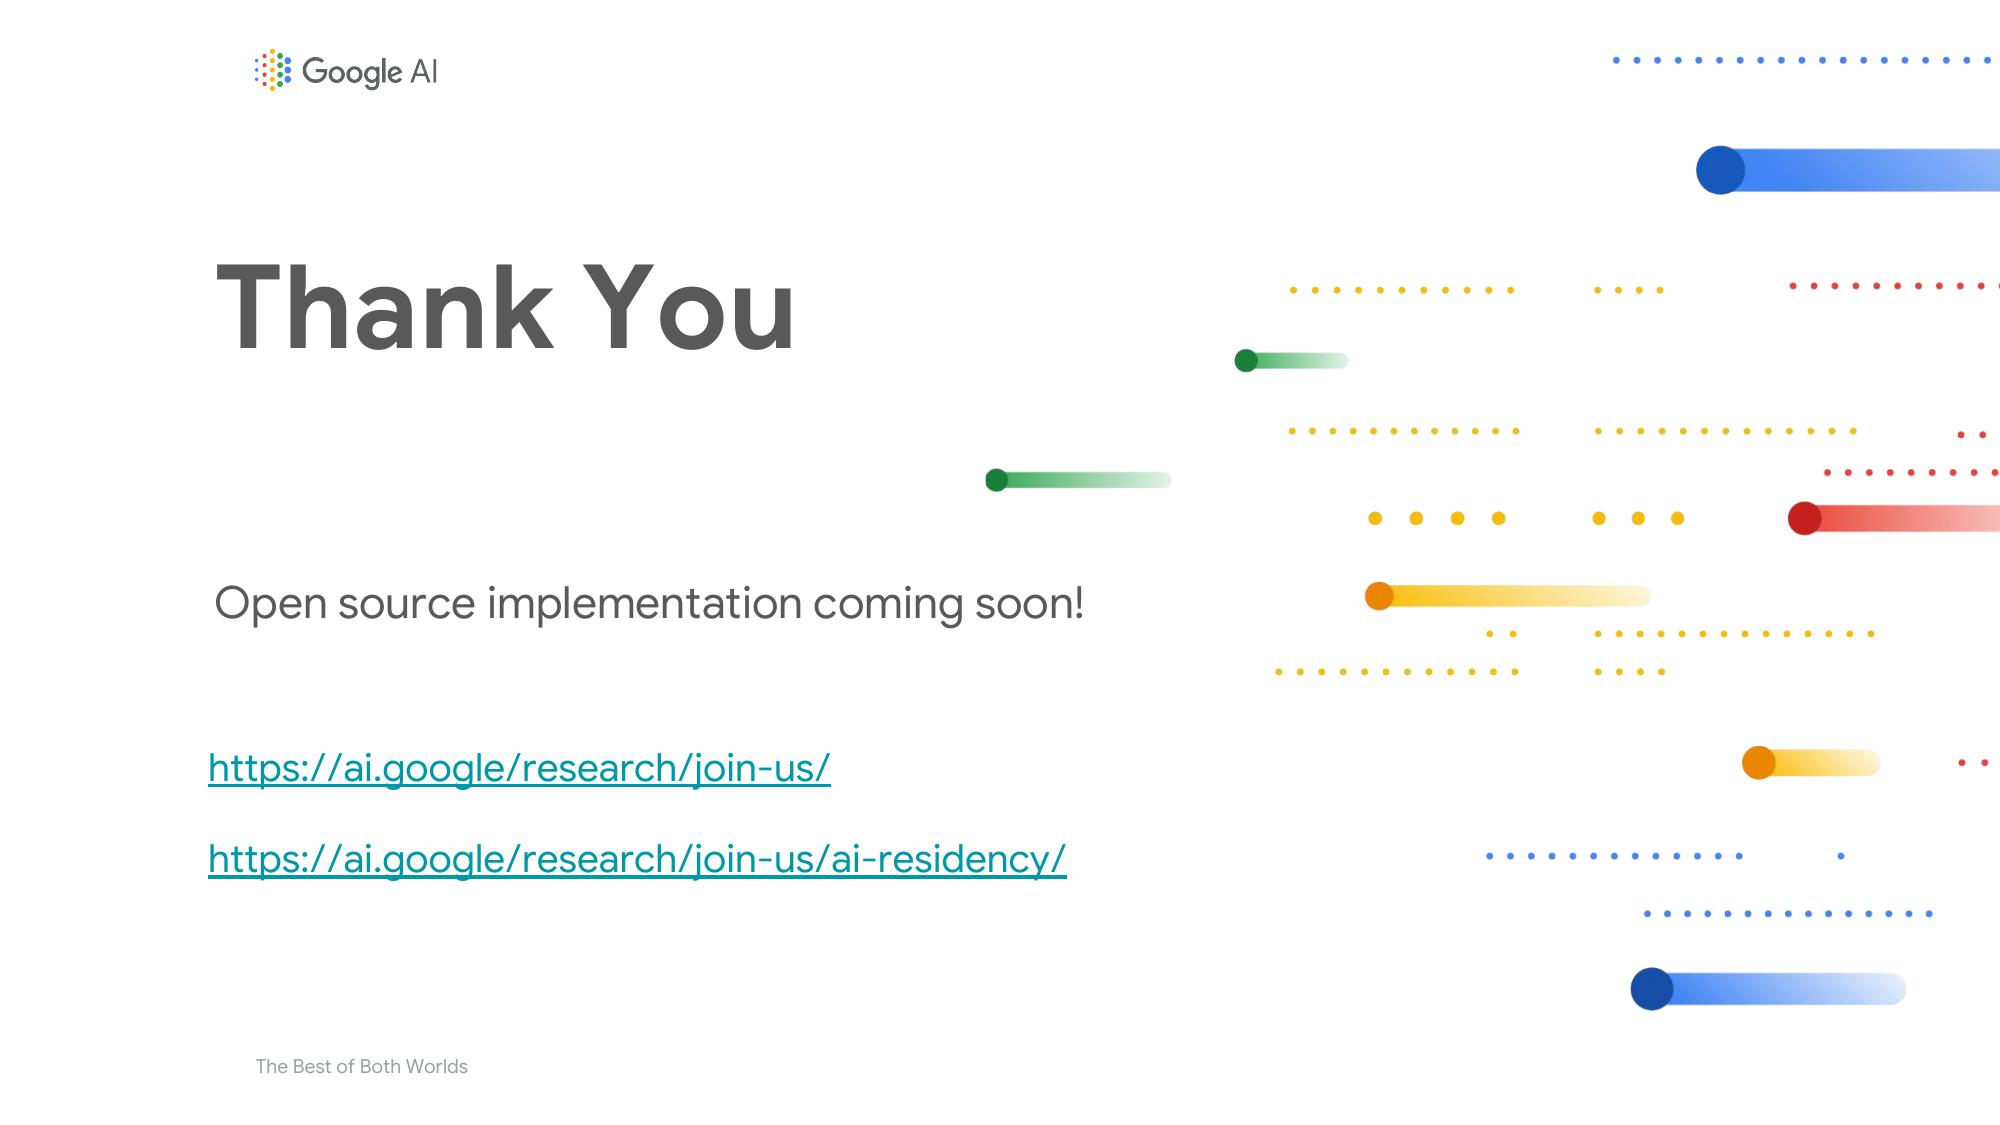 Google AI
Thank You
Open source implementation coming soon!
https://ai.google/research/join-us/
https://ai.google/research/join-us/ai-residency/
The Best of Both Worlds